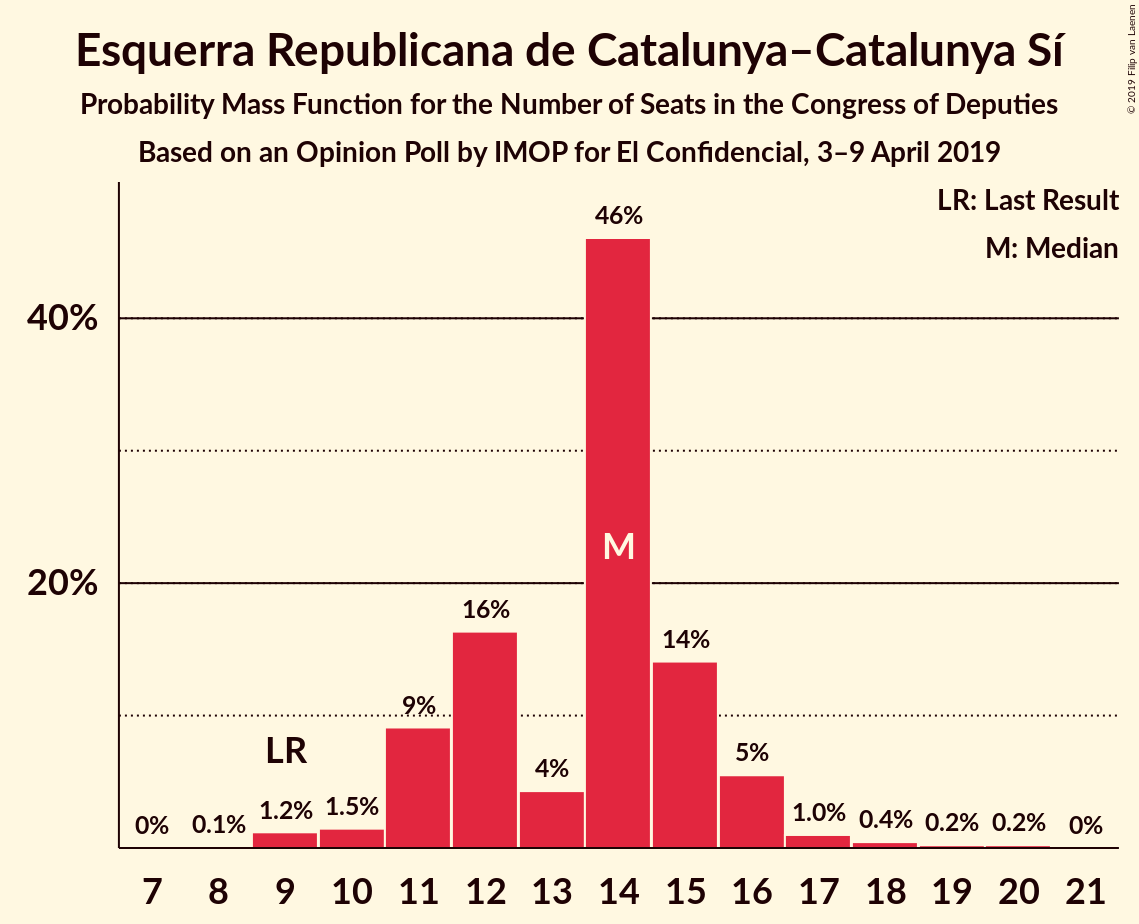 Esquerra Republicana de Catalunya–Catalunya Sí
Probability Mass Function for the Number of Seats in the Congress of Deputies
Based on an Opinion Poll by IMOP for El Confidencial, 3–9 April 2019
© 2019 Filip van Laenen
LR: Last Result
M: Median
46%
40%
M
20%
16%
14%
9%
LR
5%
4%
0%
0.1%
1.2%
1.5%
1.0%
0.4%
0.2%
0.2%
0%
7 8 9 10 11 12 13 14 15 16 17 18 19 20 21